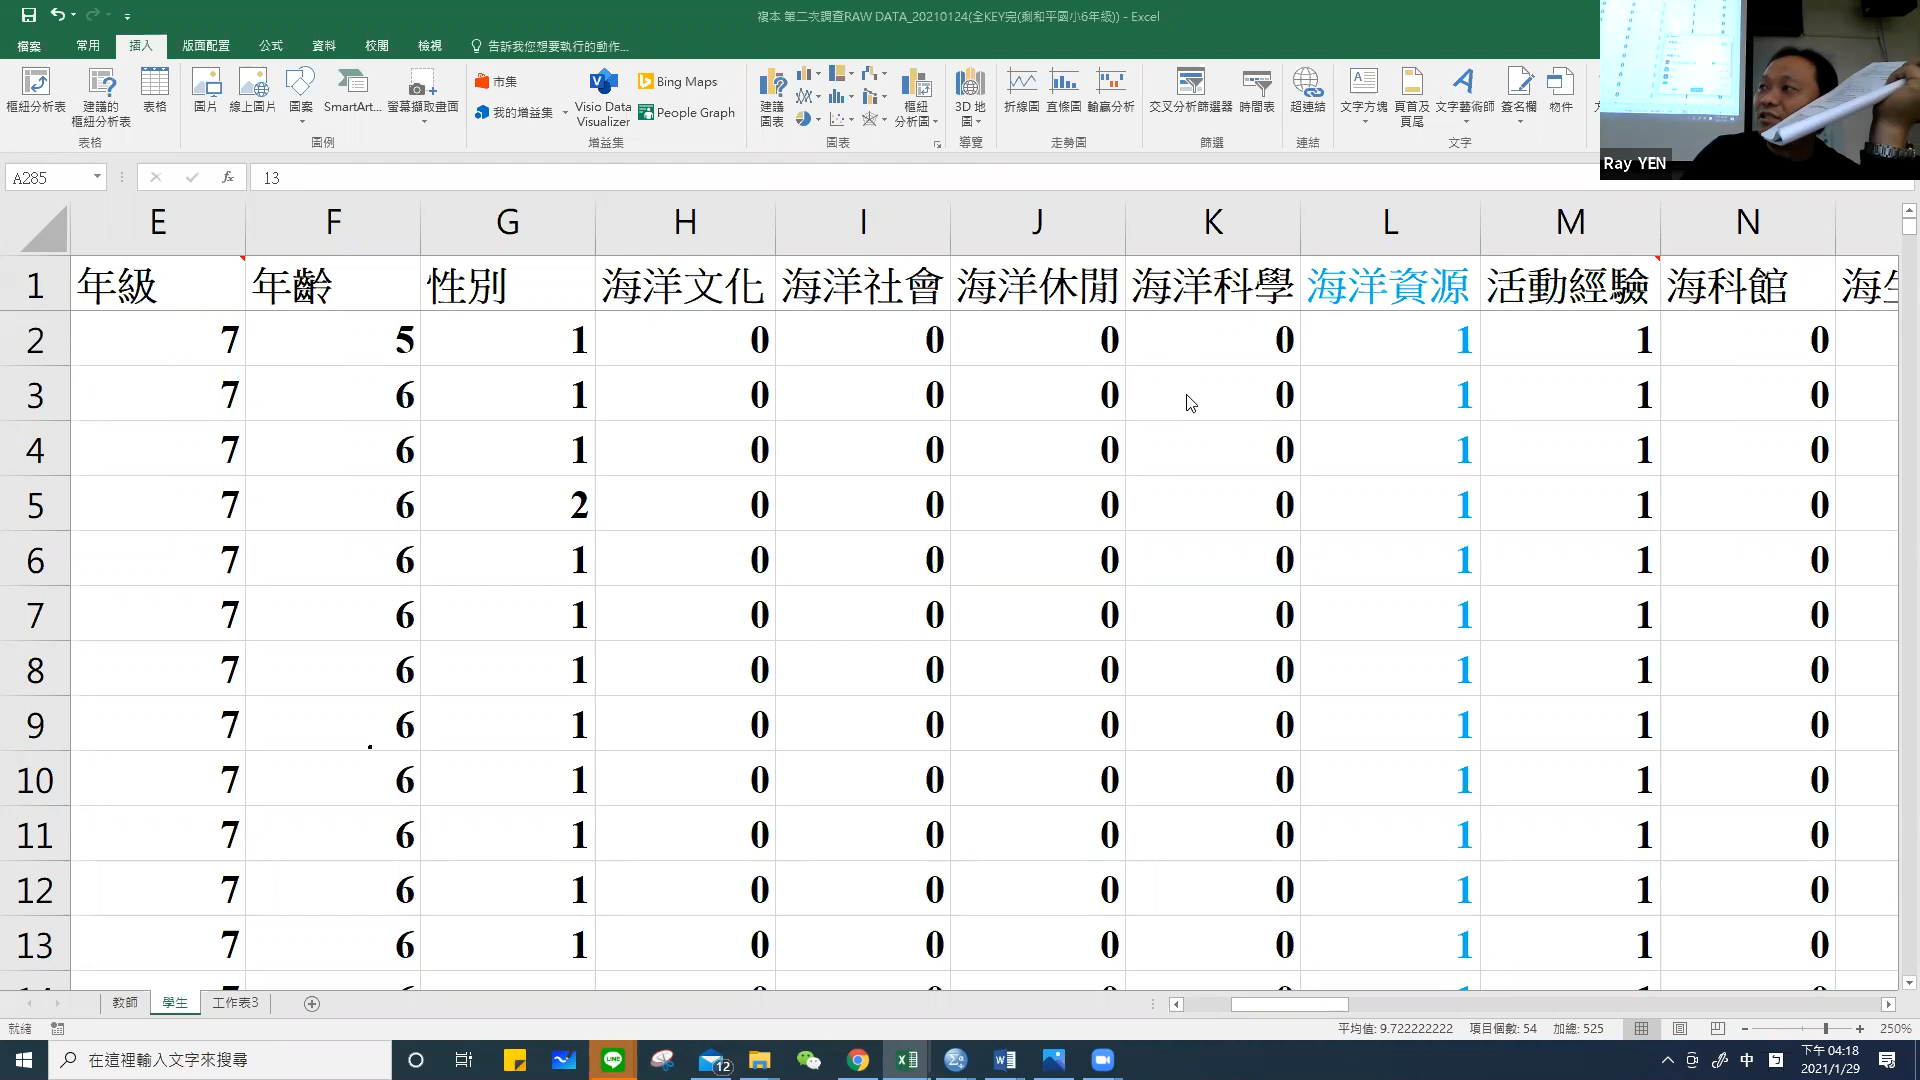 複本 第二次調查RAW DATA_20210124(全KEY完(剩和平國小6年級)) - Excel
檔案 常用 插入 版面配置 公式 資料 校閱 檢視 告訴我您想要執行的動作...
樞紐分析表 建議的 樞紐分析表 表格 圖片 線上圖片 圖案 SmartArt... 螢幕擷取畫面 市集 我的增益集 Visio Data Visualizer Bing Maps People Graph 建議 圖表 樞紐 分析圖 3D 地 圖 折線圖 直條圖 輸贏分析 交叉分析篩選器 時間表 超連結 文字方塊 頁首及 頁尾 文字藝術師 簽名欄 物件
表格 圖例 增益集 圖表 導覽 走勢圖 篩選 連結 文字
Ray YEN
A285 fx 13
E F G H I J K L M N
1 年級 年齡 性別 海洋文化 海洋社會 海洋休閒 海洋科學 海洋資源 活動經驗 海科館
2 7 5 1 0 0 0 0 1 1 0
3 7 6 1 0 0 0 0 1 1 0
4 7 6 1 0 0 0 0 1 1 0
5 7 6 2 0 0 0 0 1 1 0
6 7 6 1 0 0 0 0 1 1 0
7 7 6 1 0 0 0 0 1 1 0
8 7 6 1 0 0 0 0 1 1 0
9 7 6 1 0 0 0 0 1 1 0
10 7 6 1 0 0 0 0 1 1 0
11 7 6 1 0 0 0 0 1 1 0
12 7 6 1 0 0 0 0 1 1 0
13 7 6 1 0 0 0 0 1 1 0
教師 學生 工作表3
就緒 平均值: 9.722222222 項目個數: 54 加總: 525 250%
在這裡輸入文字來搜尋 LINE 12 中 下午 04:18
2021/1/29